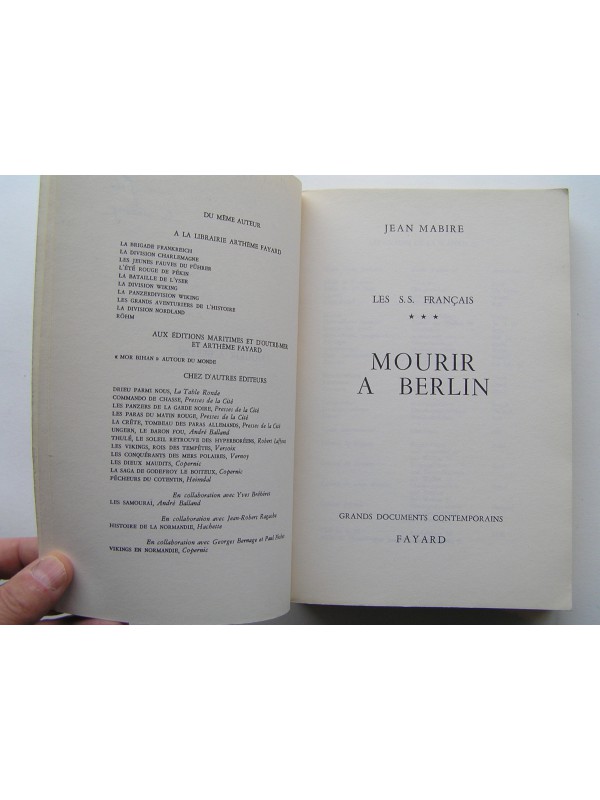 DU MÊME AUTEUR
A LA LIBRAIRIE ARTHÈME FAYARD
LA BRIGADE FRANKREICH
LA DIVISION CHARLEMAGNE
LES JEUNES FAUVES DU FÜHRER
L'ÉTÉ ROUGE DE PÉKIN
LA BATAILLE DE L'YSER
LA DIVISION WIKING
LA PANZERDIVISION WIKING
LES GRANDS AVENTURIERS DE L'HISTOIRE
LA DIVISION NORDLAND
RÖHM
AUX ÉDITIONS MARITIMES ET D'OUTRE-MER
ET ARTHÈME FAYARD
« MOR BIHAN » AUTOUR DU MONDE
CHEZ D'AUTRES ÉDITEURS
DRIEU PARMI NOUS, La Table Ronde
COMMANDO DE CHASSE, Presses de la Cité
LES PANZERS DE LA GARDE NOIRE, Presses de la Cité
LES PARAS DU MATIN ROUGE, Presses de la Cité
LA CRÈTE, TOMBEAU DES PARAS ALLEMANDS, Presses de la Cité
UNGERN, LE BARON FOU, André Balland
THULÉ, LE SOLEIL RETROUVÉ DES HYPERBORÉENS, Robert Laffont
LES VIKINGS, ROIS DES TEMPÊTES, Versoix
LES CONQUÉRANTS DES MERS POLAIRES, Vernoy
LES DIEUX MAUDITS, Copernic
LA SAGA DE GODEFROY LE BOITEUX, Copernic
PÊCHEURS DU COTENTIN, Heimdal
En collaboration avec Yves Bréhèret
LES SAMOURAÏ, André Balland
En collaboration avec Jean-Robert Ragache
HISTOIRE DE LA NORMANDIE, Hachette
En collaboration avec Georges Bernage et Paul
VIKINGS EN NORMANDIE, Copernic
JEAN MABIRE
LES S.S. FRANÇAIS
★ ★ ★
MOURIR
A BERLIN
GRANDS DOCUMENTS CONTEMPORAINS
FAYARD